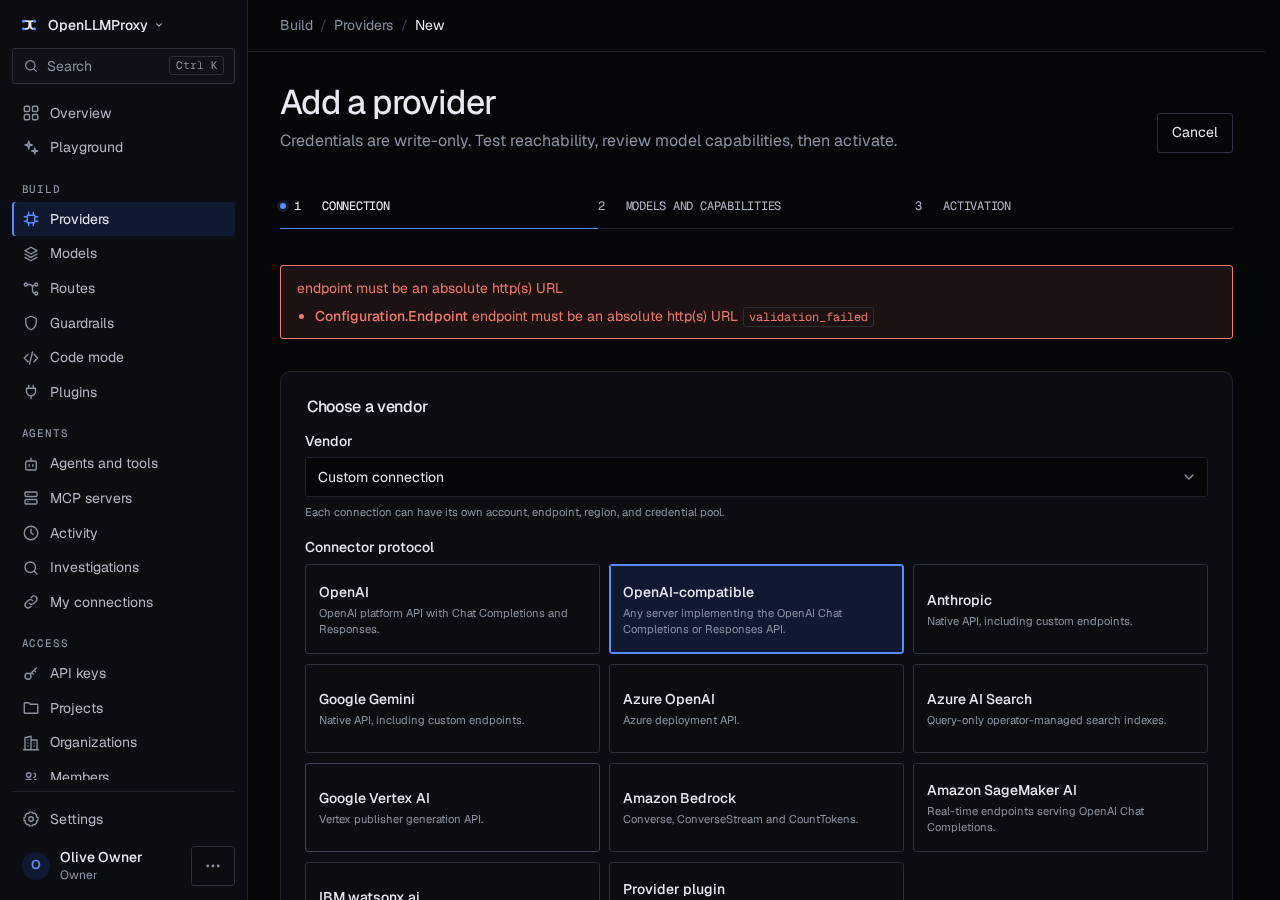 OpenLLMProxy
Search Ctrl K
Overview
Playground
BUILD
Providers
Models
Routes
Guardrails
Code mode
Plugins
AGENTS
Agents and tools
MCP servers
Activity
Investigations
My connections
ACCESS
API keys
Projects
Organizations
Members
Settings
O
Olive Owner
Owner
Build / Providers / New
Add a provider
Credentials are write-only. Test reachability, review model capabilities, then activate.
Cancel
1 CONNECTION
2 MODELS AND CAPABILITIES
3 ACTIVATION
endpoint must be an absolute http(s) URL
Configuration.Endpoint endpoint must be an absolute http(s) URL validation_failed
Choose a vendor
Vendor
Custom connection
Each connection can have its own account, endpoint, region, and credential pool.
Connector protocol
OpenAI
OpenAI platform API with Chat Completions and
Responses.
OpenAI-compatible
Any server implementing the OpenAI Chat
Completions or Responses API.
Anthropic
Native API, including custom endpoints.
Google Gemini
Native API, including custom endpoints.
Azure OpenAI
Azure deployment API.
Azure AI Search
Query-only operator-managed search indexes.
Google Vertex AI
Vertex publisher generation API.
Amazon Bedrock
Converse, ConverseStream and CountTokens.
Amazon SageMaker AI
Real-time endpoints serving OpenAI Chat
Completions.
IBM watsonx.ai
Provider plugin